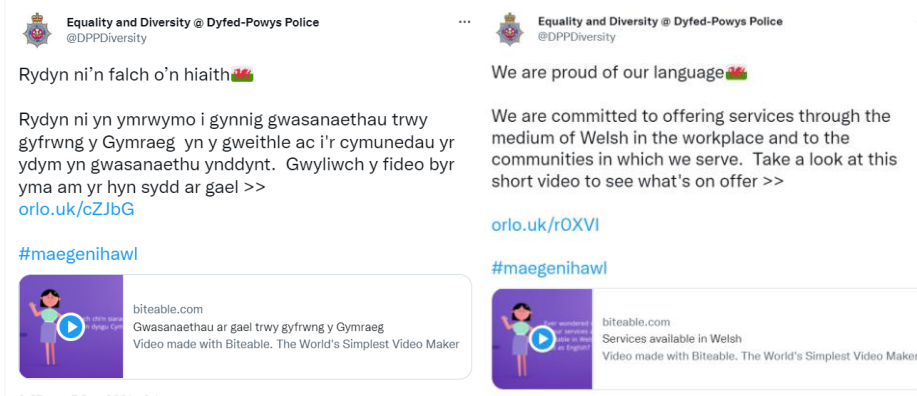 Equality and Diversity @ Dyfed-Powys Police
@DPPDiversity
Rydyn ni’n falch o’n hiaith
Rydyn ni yn ymrwymo i gynnig gwasanaethau trwy
gyfrwng y Gymraeg yn y gweithle ac i'r cymunedau yr
ydym yn gwasanaethu ynddynt. Gwyliwch y fideo byr
yma am yr hyn sydd ar gael >>
orlo.uk/cZJbG
#maegenihawl
biteable.com
Gwasanaethau ar gael trwy gyfrwng y Gymraeg
Video made with Biteable. The World's Simplest Video Maker
Equality and Diversity @ Dyfed-Powys Police
@DPPDiversity
We are proud of our language
We are committed to offering services through the
medium of Welsh in the workplace and to the
communities in which we serve. Take a look at this
short video to see what's on offer >>
orlo.uk/r0XVI
#maegenihawl
Ever wondered
services
as English?
biteable.com
Services available in Welsh
Video made with Biteable. The World's Simplest Video Maker